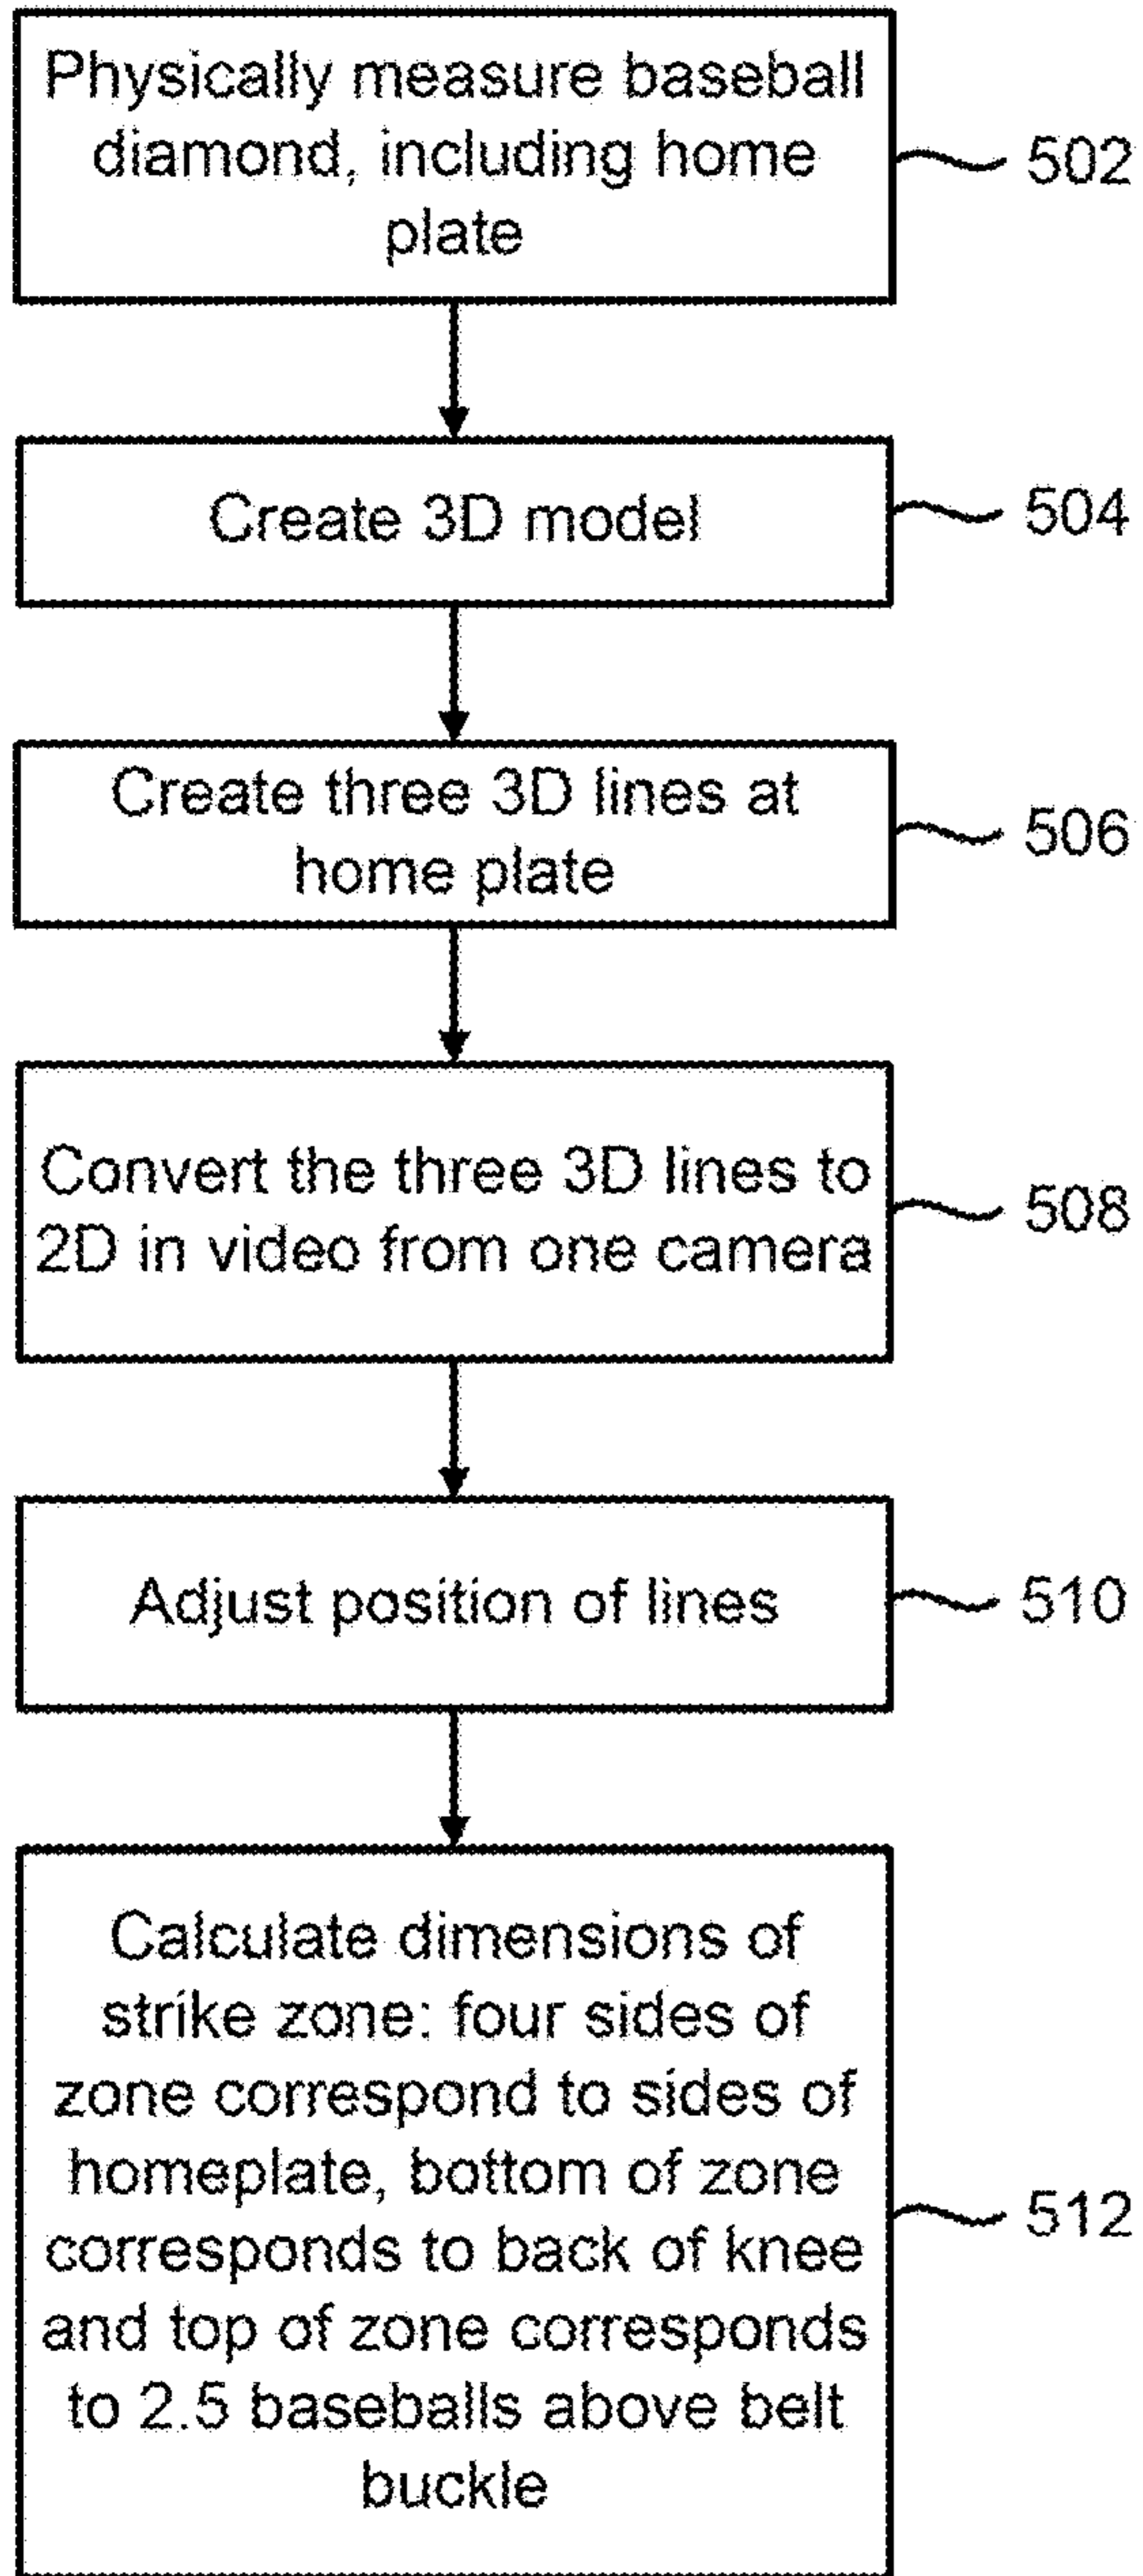 Physically measure baseball
diamond, including home
plate
502
Create 3D model
504
Create three 3D lines at
home plate
506
Convert the three 3D lines to
2D in video from one camera
508
Adjust position of lines
510
Calculate dimensions of
strike zone: four sides of
zone correspond to sides of
homeplate, bottom of zone
corresponds to back of knee
and top of zone corresponds
to 2.5 baseballs above belt
buckle
512